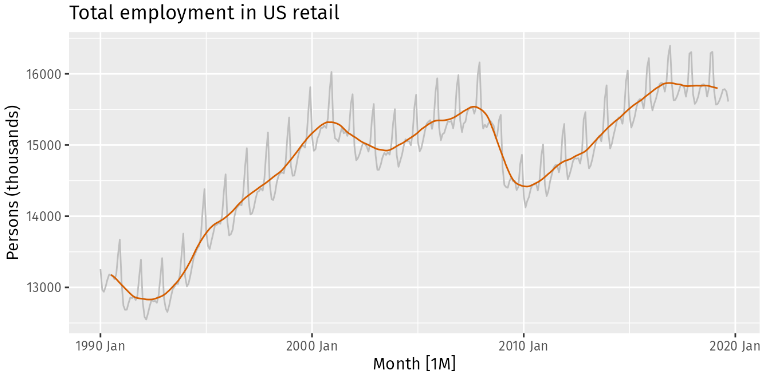 Total employment in US retail
Persons (thousands)
16000
15000
14000
13000
1990 Jan
2000 Jan
2010 Jan
2020 Jan
Month [1M]